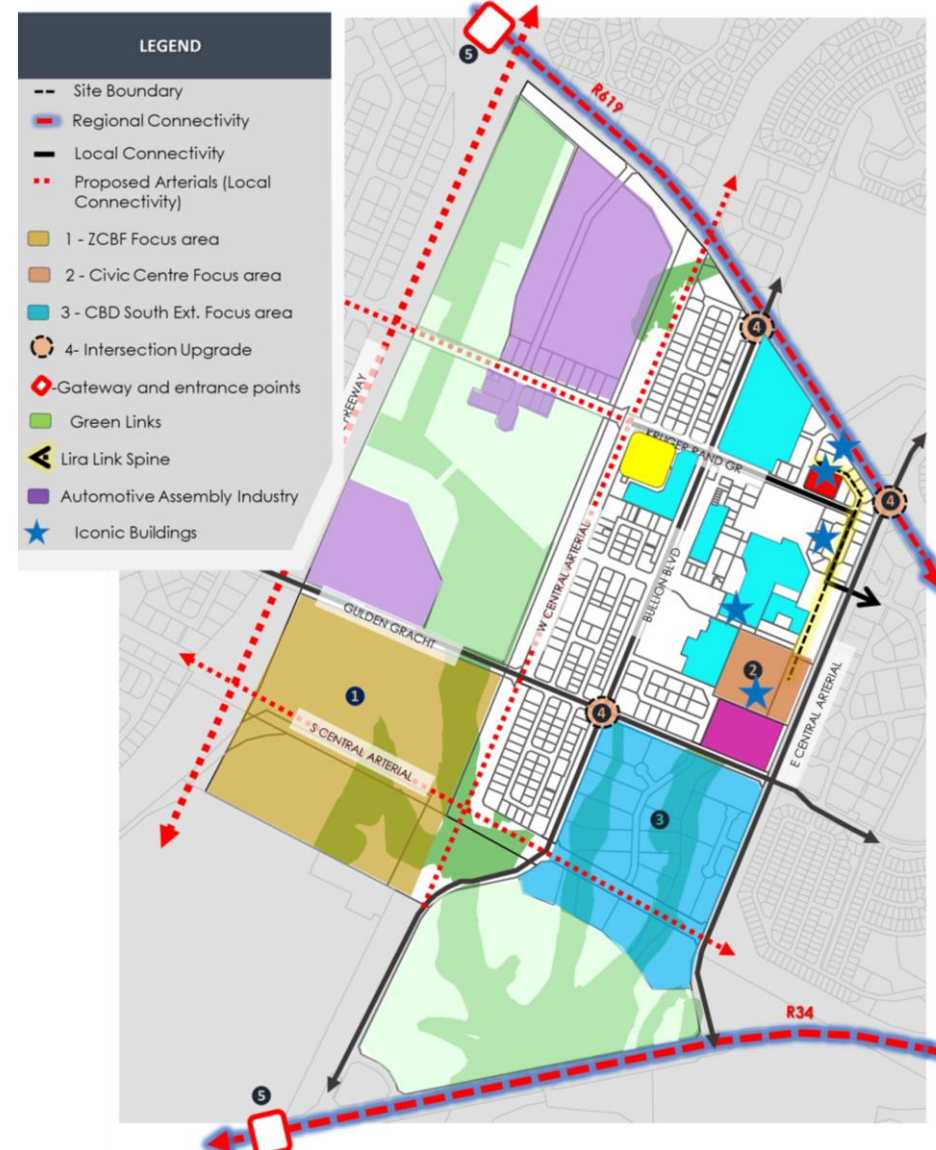 LEGEND
Site Boundary
Regional Connectivity
Local Connectivity
Proposed Arterials (Local
Connectivity)
1 - ZCBF Focus area
2 - Civic Centre Focus area
3 - CBD South Ext. Focus area
4- Intersection Upgrade
-Gateway and entrance points
Green Links
Lira Link Spine
Automotive Assembly Industry
Iconic Buildings
5
R619
4
FREEWAY
KRUGER RAND GR
4
W CENTRAL ARTERIAL
BULLION BLVD
GULDEN GRACHT
1
2
E CENTRAL ARTERIAL
4
S CENTRAL ARTERIAL
3
R34
5